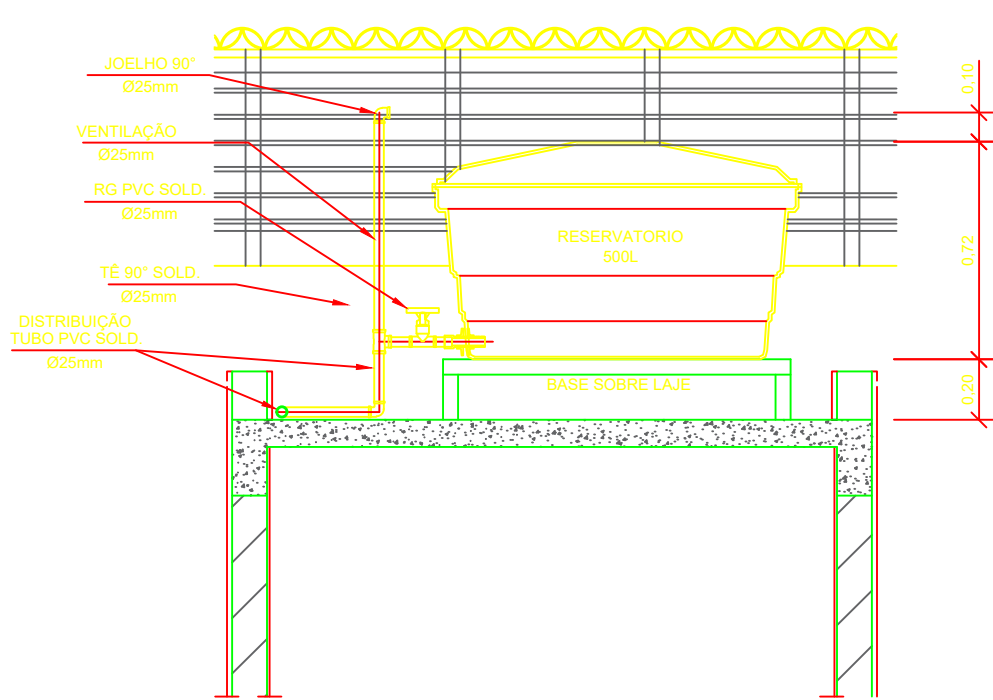 JOELHO 90°
Ø25mm
VENTILAÇÃO
Ø25mm
RG PVC SOLD.
Ø25mm
TÊ 90° SOLD.
Ø25mm
DISTRIBUIÇÃO
TUBO PVC SOLD.
Ø25mm
RESERVATORIO
500L
BASE SOBRE LAJE
0,10
0,72
0,20